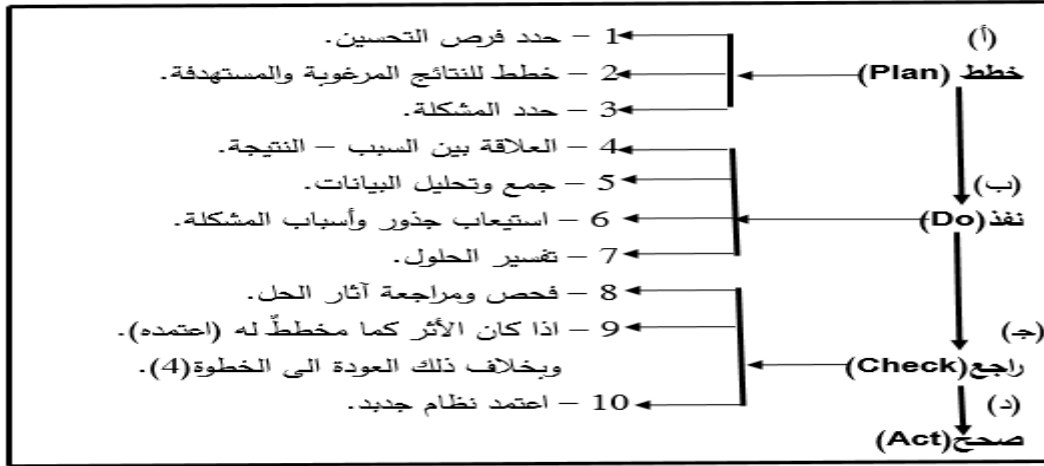 (أ)
1 – حدد فرص التحسين.
خطط (Plan)
2 – خطط للنتائج المرغوبة والمستهدفة.
3 – حدد المشكلة.
4 – العلاقة بين السبب – النتيجة.
(ب)
5 – جمع وتحليل البيانات.
نفذ (Do)
6 – استيعاب جذور وأسباب المشكلة.
7 – تفسير الحلول.
8 – فحص ومراجعة آثار الحل.
(ج)
9 – اذا كان الأثر كما مخططٌ له (اعتمده).
راجع (Check)
وبخلاف ذلك العودة الى الخطوة (4).
(د)
10 – اعتمد نظام جديد.
صحح (Act)